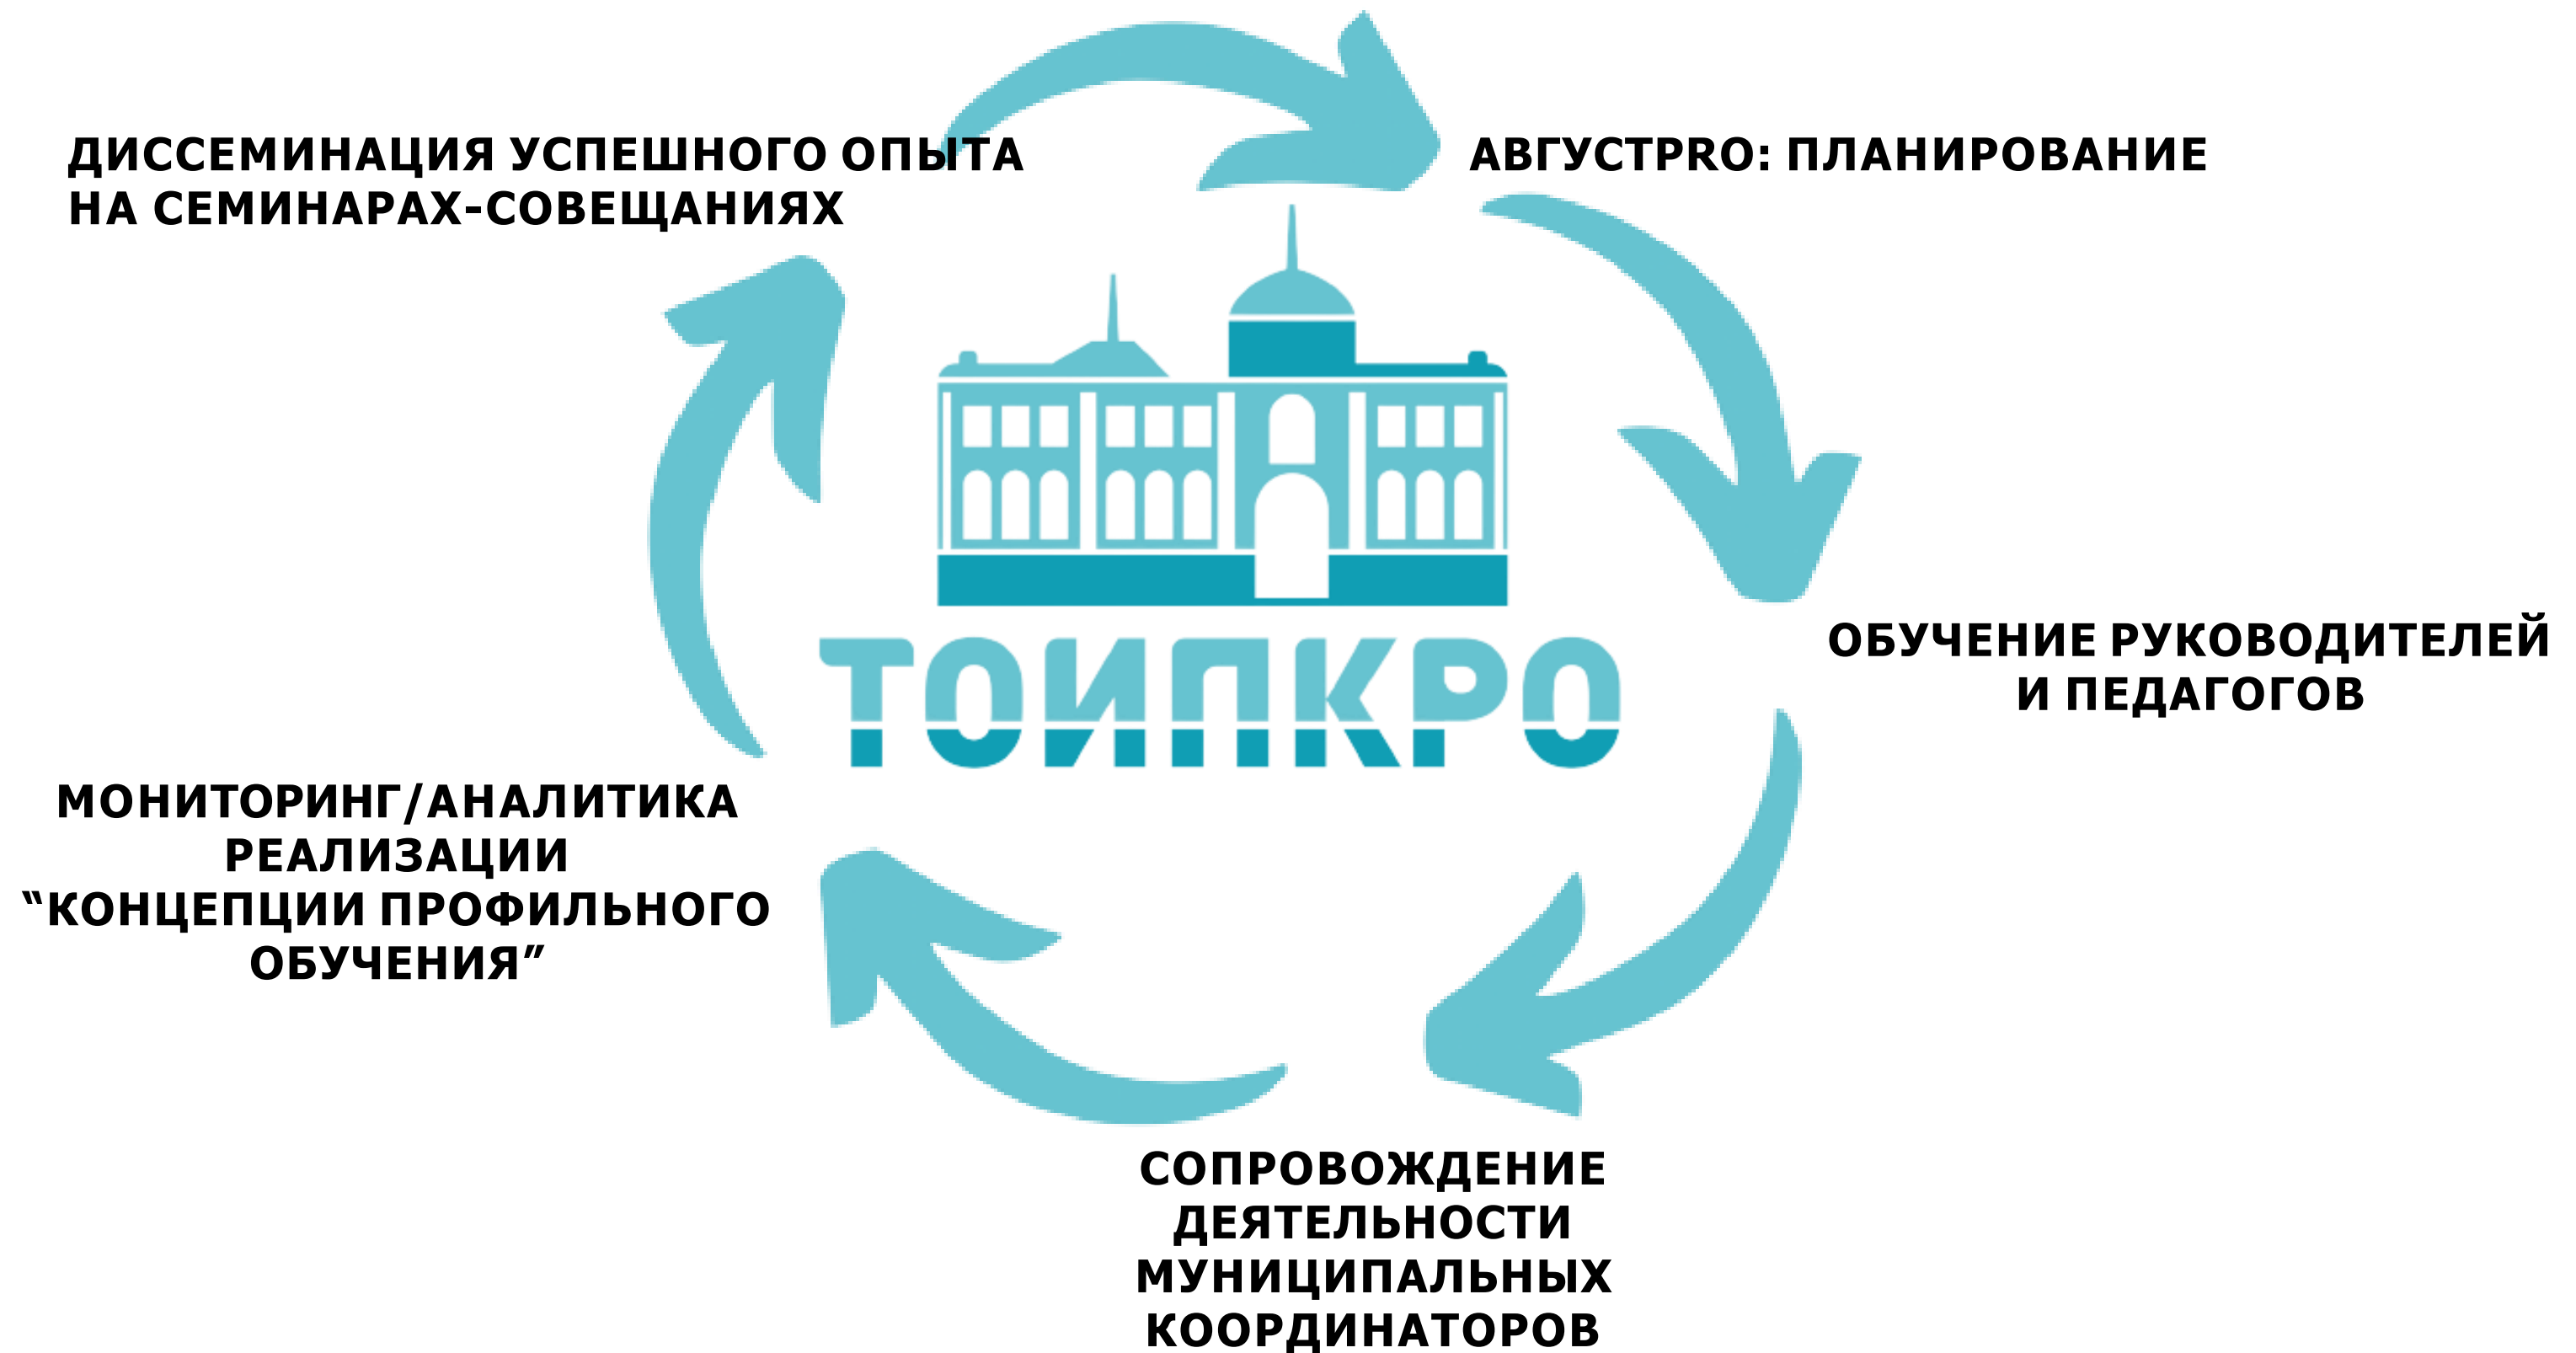 ДИССЕМИНАЦИЯ УСПЕШНОГО ОПЫТА
НА СЕМИНАРАХ-СОВЕЩАНИЯХ
АВГУСТPRO: ПЛАНИРОВАНИЕ
ОБУЧЕНИЕ РУКОВОДИТЕЛЕЙ
И ПЕДАГОГОВ
ТОИПКРО
МОНИТОРИНГ/АНАЛИТИКА
РЕАЛИЗАЦИИ
“КОНЦЕПЦИИ ПРОФИЛЬНОГО
ОБУЧЕНИЯ”
СОПРОВОЖДЕНИЕ
ДЕЯТЕЛЬНОСТИ
МУНИЦИПАЛЬНЫХ
КООРДИНАТОРОВ